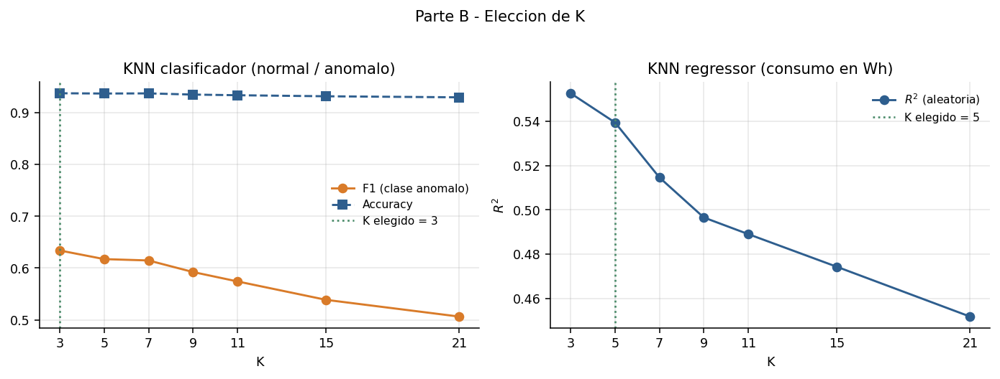 Parte B - Eleccion de K
KNN clasificador (normal / anomalo)
0.9
0.8
0.7
0.6
0.5
F1 (clase anomalo)
Accuracy
K elegido = 3
3 5 7 9 11 15 21
K
KNN regressor (consumo en Wh)
R² (aleatoria)
K elegido = 5
R²
0.54
0.52
0.50
0.48
0.46
3 5 7 9 11 15 21
K